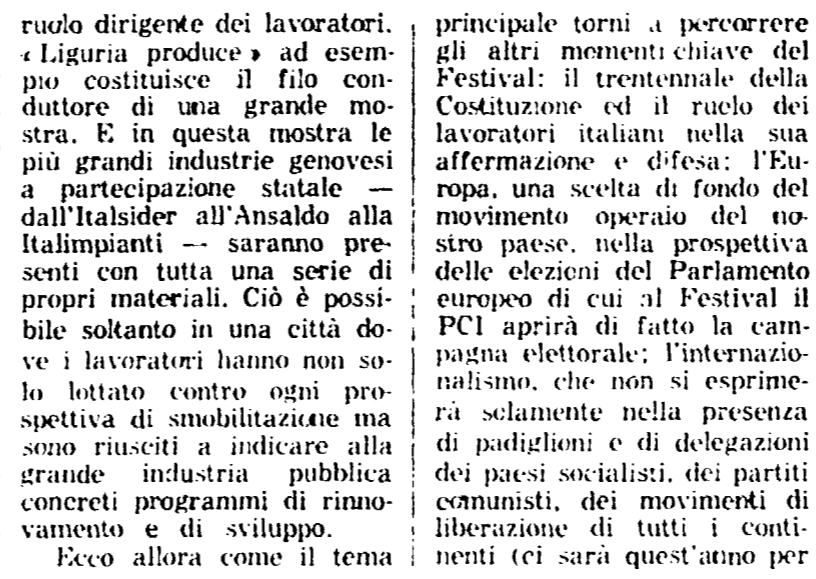 ruolo dirigente dei lavoratori.
« Liguria produce » ad esem-
pio costituisce il filo con-
duttore di una grande mo-
stra. E in questa mostra le
più grandi industrie genovesi
a partecipazione statale —
dall'Italsider all'Ansaldo alla
Italimpianti — saranno pre-
senti con tutta una serie di
propri materiali. Ciò è possi-
bile soltanto in una città do-
ve i lavoratori hanno non so-
lo lottato contro ogni pro-
spettiva di smobilitazione ma
sono riusciti a indicare alla
grande industria pubblica
concreti programmi di rinno-
vamento e di sviluppo.
Ecco allora come il tema
principale torni a percorrere
gli altri momenti chiave del
Festival: il trentennale della
Costituzione ed il ruolo dei
lavoratori italiani nella sua
affermazione e difesa; l'Eu-
ropa, una scelta di fondo del
movimento operaio del no-
stro paese, nella prospettiva
delle elezioni del Parlamento
europeo di cui al Festival il
PCI aprirà di fatto la cam-
pagna elettorale; l'internazio-
nalismo, che non si esprime-
rà solamente nella presenza
di padiglioni e di delegazioni
dei paesi socialisti, dei partiti
comunisti, dei movimenti di
liberazione di tutti i conti-
nenti (ci sarà quest'anno per